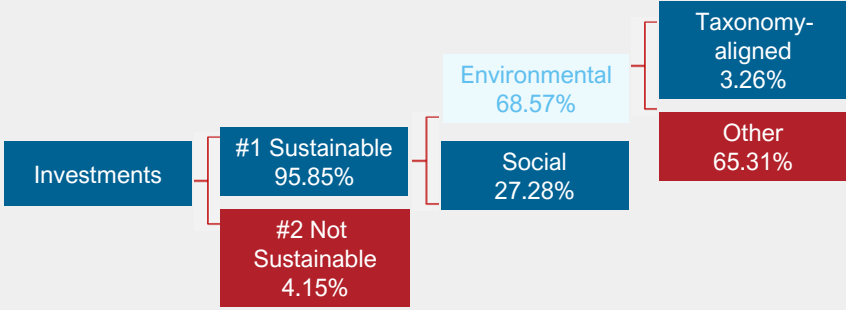 Investments
#1 Sustainable
95.85%
#2 Not
Sustainable
4.15%
Environmental
68.57%
Social
27.28%
Taxonomy-
aligned
3.26%
Other
65.31%